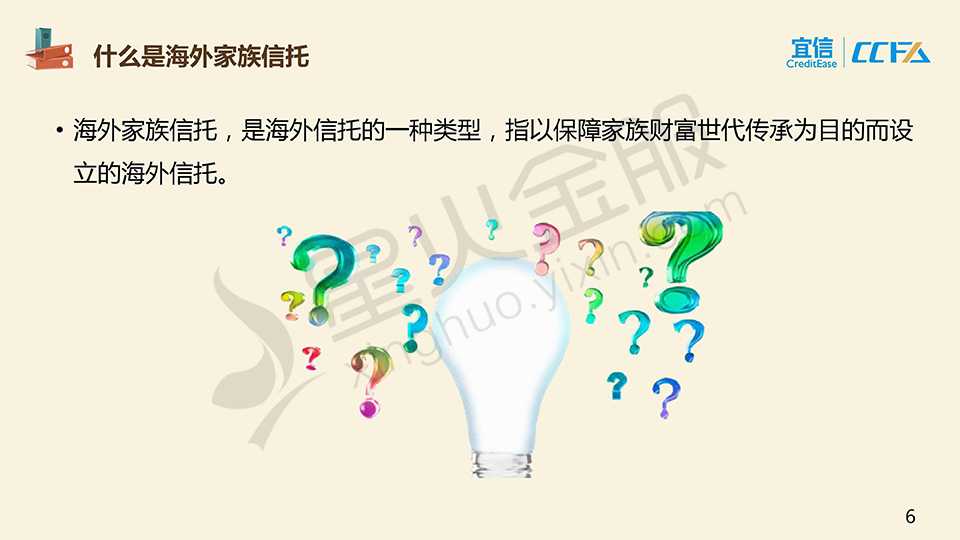 什么是海外家族信托
宜信
CreditEase
CCFA
• 海外家族信托，是海外信托的一种类型，指以保障家族财富世代传承为目的而设
立的海外信托。
星火金服
xinghuo.yixin.com
6